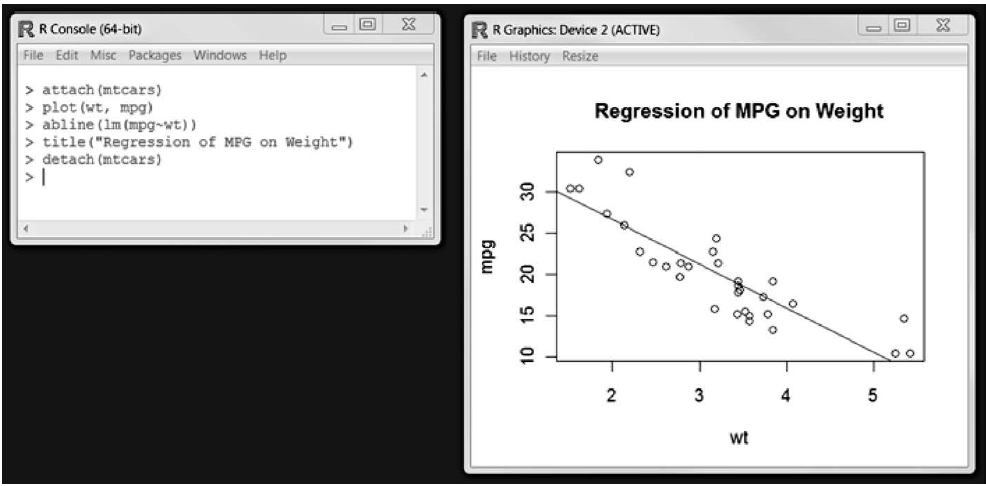 R Console (64-bit)
File Edit Misc Packages Windows Help
> attach(mtcars)
> plot(wt, mpg)
> abline(lm(mpg~wt))
> title("Regression of MPG on Weight")
> detach(mtcars)
>
R Graphics: Device 2 (ACTIVE)
File History Resize
Regression of MPG on Weight
mpg
30
25
20
15
10
2 3 4 5
wt